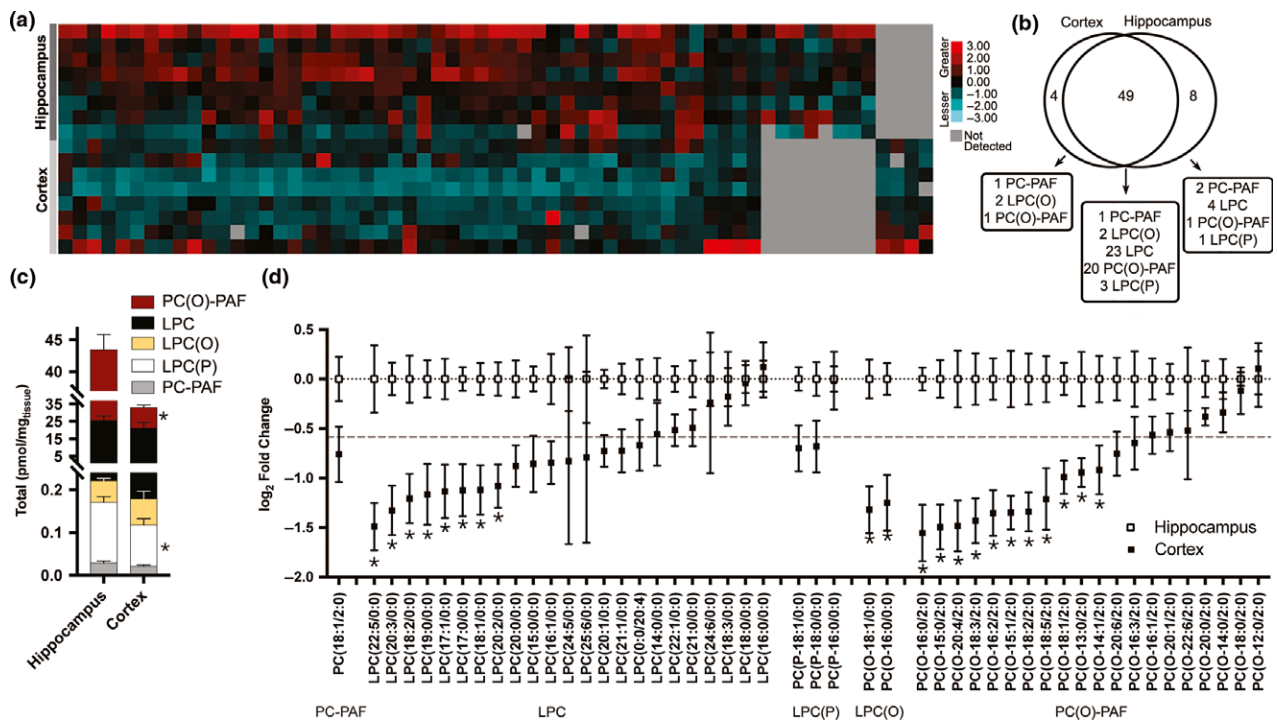 (a)
Hippocampus
Cortex
Greater
Lesser
3.00
2.00
1.00
0.00
−1.00
−2.00
−3.00
Not
Detected
(b)
Cortex Hippocampus
4 49 8
1 PC-PAF
2 LPC(O)
1 PC(O)-PAF
1 PC-PAF
2 LPC(O)
23 LPC
20 PC(O)-PAF
3 LPC(P)
2 PC-PAF
4 LPC
1 PC(O)-PAF
1 LPC(P)
(c)
PC(O)-PAF
LPC
LPC(O)
LPC(P)
PC-PAF
Total (pmol/mgtissue)
45
40
35
25
15
5
0.2
0.1
0.0
*
*
Hippocampus
Cortex
(d)
log2 Fold Change
0.5
0.0
−0.5
−1.0
−1.5
−2.0
Hippocampus
Cortex
* * * * * * * *
* *
* * * * * * * * * * *
PC(18:1/2:0)
LPC(22:5/0:0)
LPC(20:3/0:0)
LPC(18:2/0:0)
LPC(19:0/0:0)
LPC(17:1/0:0)
LPC(17:0/0:0)
LPC(18:1/0:0)
LPC(20:2/0:0)
LPC(20:0/0:0)
LPC(15:0/0:0)
LPC(16:1/0:0)
LPC(24:5/0:0)
LPC(25:6/0:0)
LPC(20:1/0:0)
LPC(21:1/0:0)
LPC(0:0/20:4)
LPC(14:0/0:0)
LPC(22:1/0:0)
LPC(21:0/0:0)
LPC(24:6/0:0)
LPC(18:3/0:0)
LPC(18:0/0:0)
LPC(16:0/0:0)
PC(P-18:1/0:0)
PC(P-18:0/0:0)
PC(P-16:0/0:0)
PC(O-18:1/0:0)
PC(O-16:0/0:0)
PC(O-16:0/2:0)
PC(O-15:0/2:0)
PC(O-20:4/2:0)
PC(O-18:3/2:0)
PC(O-16:2/2:0)
PC(O-15:1/2:0)
PC(O-18:2/2:0)
PC(O-18:5/2:0)
PC(O-18:1/2:0)
PC(O-13:0/2:0)
PC(O-14:1/2:0)
PC(O-20:6/2:0)
PC(O-16:3/2:0)
PC(O-16:1/2:0)
PC(O-20:1/2:0)
PC(O-22:6/2:0)
PC(O-20:0/2:0)
PC(O-14:0/2:0)
PC(O-18:0/2:0)
PC(O-12:0/2:0)
PC-PAF LPC LPC(P) LPC(O) PC(O)-PAF